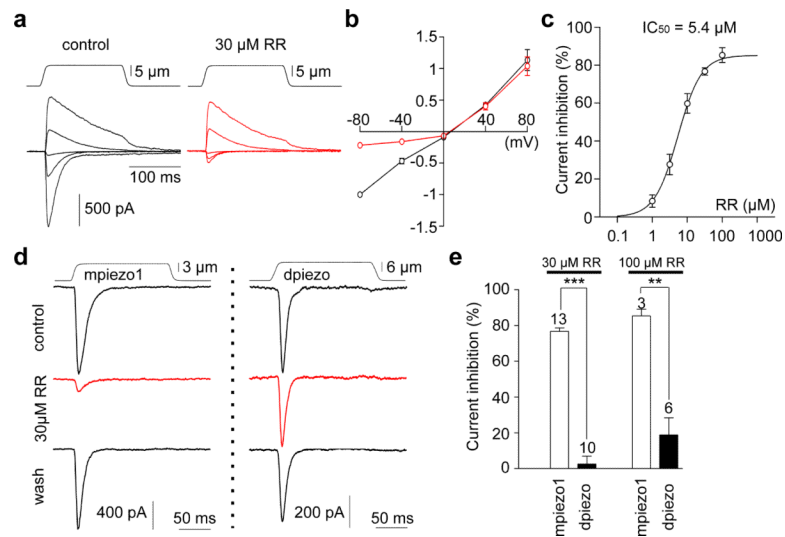 a
control
30 µM RR
5 µm
5 µm
100 ms
500 pA
b
1.5
1
0.5
-0.5
-1
-1.5
-80
-40
0
40
80
(mV)
c
IC50 = 5.4 µM
Current inhibition (%)
100
80
60
40
20
0
0.1
1
10
100
1000
RR (µM)
d
mpiezo1
3 µm
dpiezo
6 µm
control
30µM RR
wash
400 pA
50 ms
200 pA
50 ms
e
30 µM RR
100 µM RR
***
**
Current inhibition (%)
100
80
60
40
20
0
13
10
3
6
mpiezo1
dpiezo
mpiezo1
dpiezo